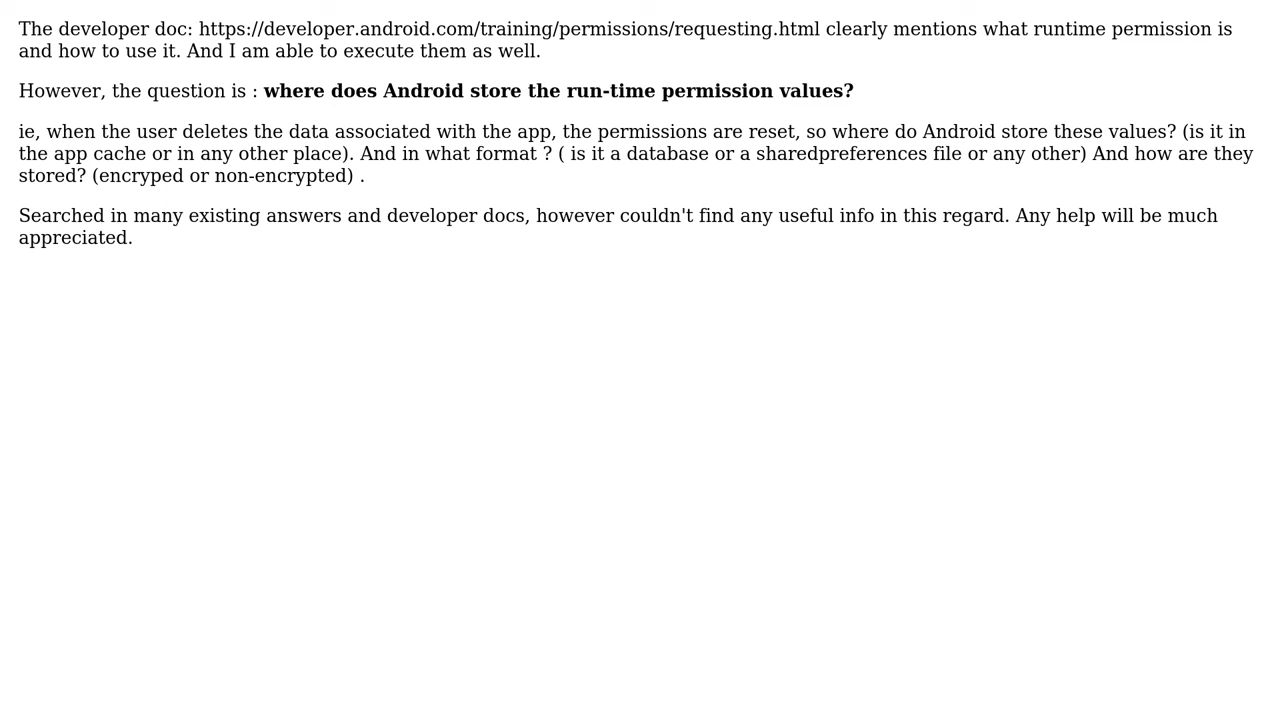 The developer doc: https://developer.android.com/training/permissions/requesting.html clearly mentions what runtime permission is
and how to use it. And I am able to execute them as well.
However, the question is : where does Android store the run-time permission values?
ie, when the user deletes the data associated with the app, the permissions are reset, so where do Android store these values? (is it in
the app cache or in any other place). And in what format ? ( is it a database or a sharedpreferences file or any other) And how are they
stored? (encryped or non-encrypted) .
Searched in many existing answers and developer docs, however couldn't find any useful info in this regard. Any help will be much
appreciated.